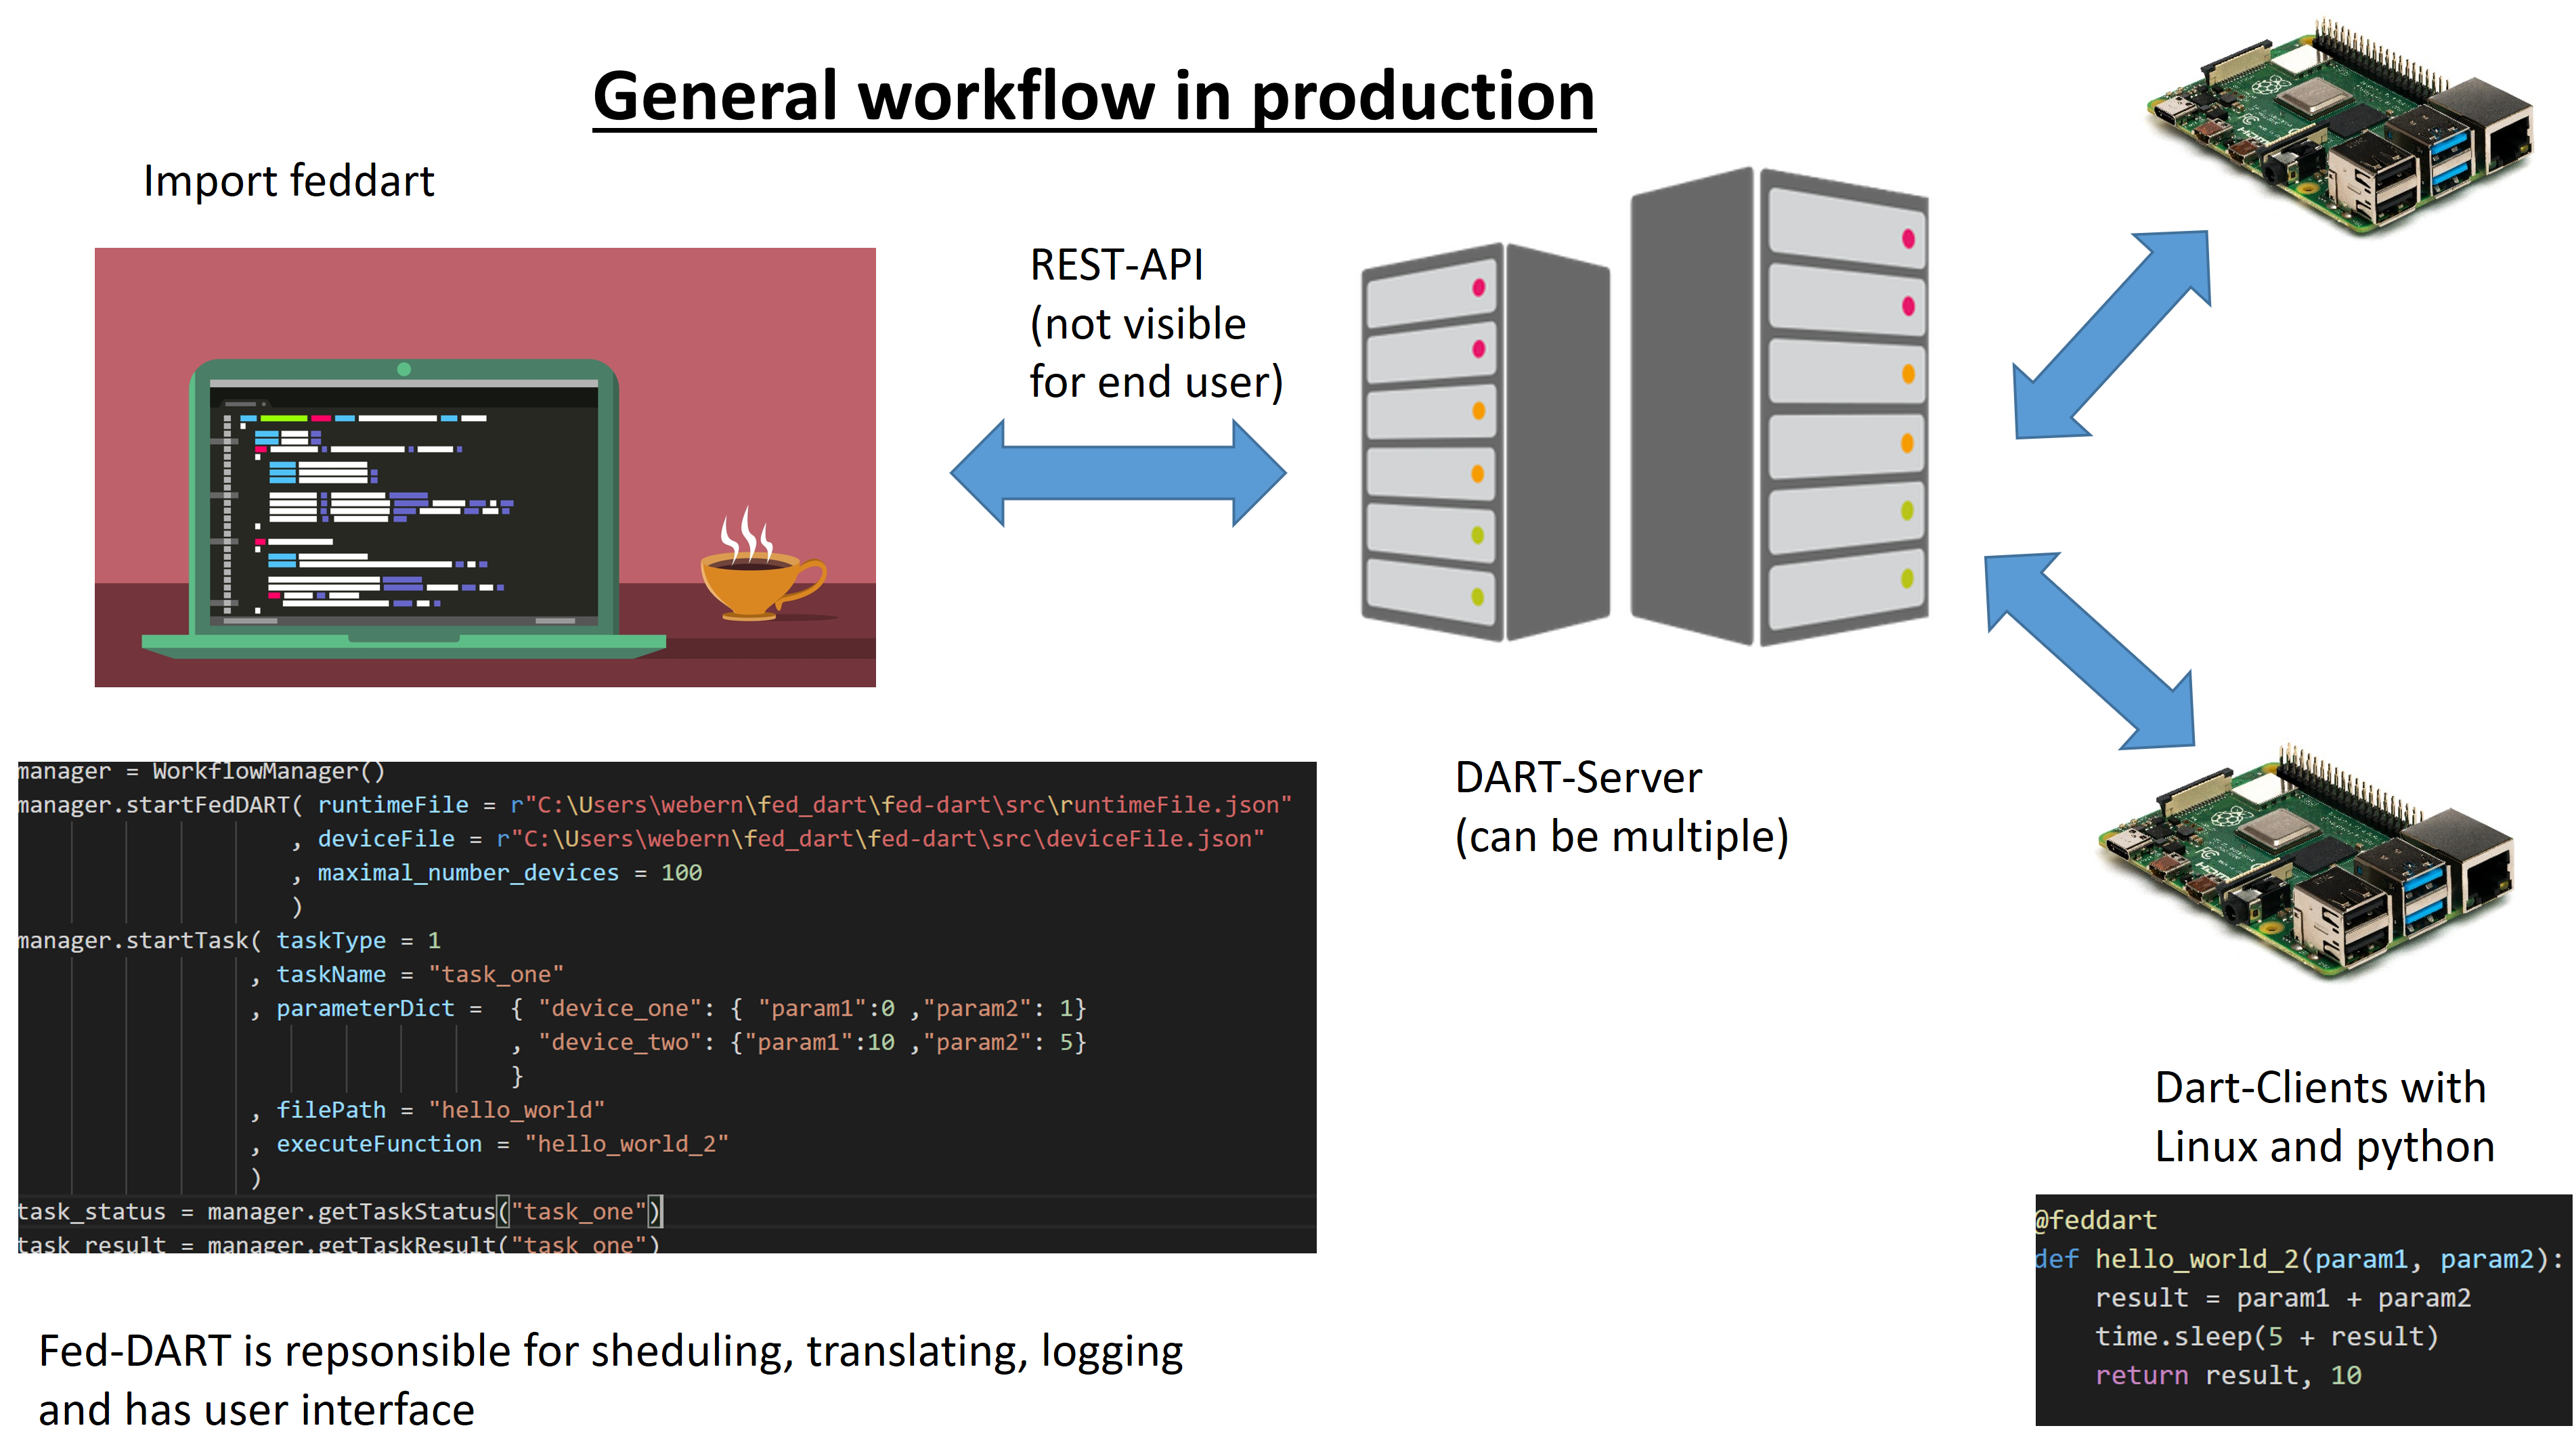 General workflow in production
Import feddart
REST-API
(not visible
for end user)
manager = WorkflowManager()
manager.startFedDART( runtimeFile = r"C:\Users\webern\fed_dart\fed-dart\src\runtimeFile.json"
, deviceFile = r"C:\Users\webern\fed_dart\fed-dart\src\deviceFile.json"
, maximal_number_devices = 100
)
manager.startTask( taskType = 1
, taskName = "task_one"
, parameterDict = { "device_one": { "param1":0 ,"param2": 1}
, "device_two": {"param1":10 ,"param2": 5}
}
, filePath = "hello_world"
, executeFunction = "hello_world_2"
)
task_status = manager.getTaskStatus("task_one")
task_result = manager.getTaskResult("task_one")
DART-Server
(can be multiple)
Dart-Clients with
Linux and python
@feddart
def hello_world_2(param1, param2):
result = param1 + param2
time.sleep(5 + result)
return result, 10
Fed-DART is repsonsible for sheduling, translating, logging
and has user interface